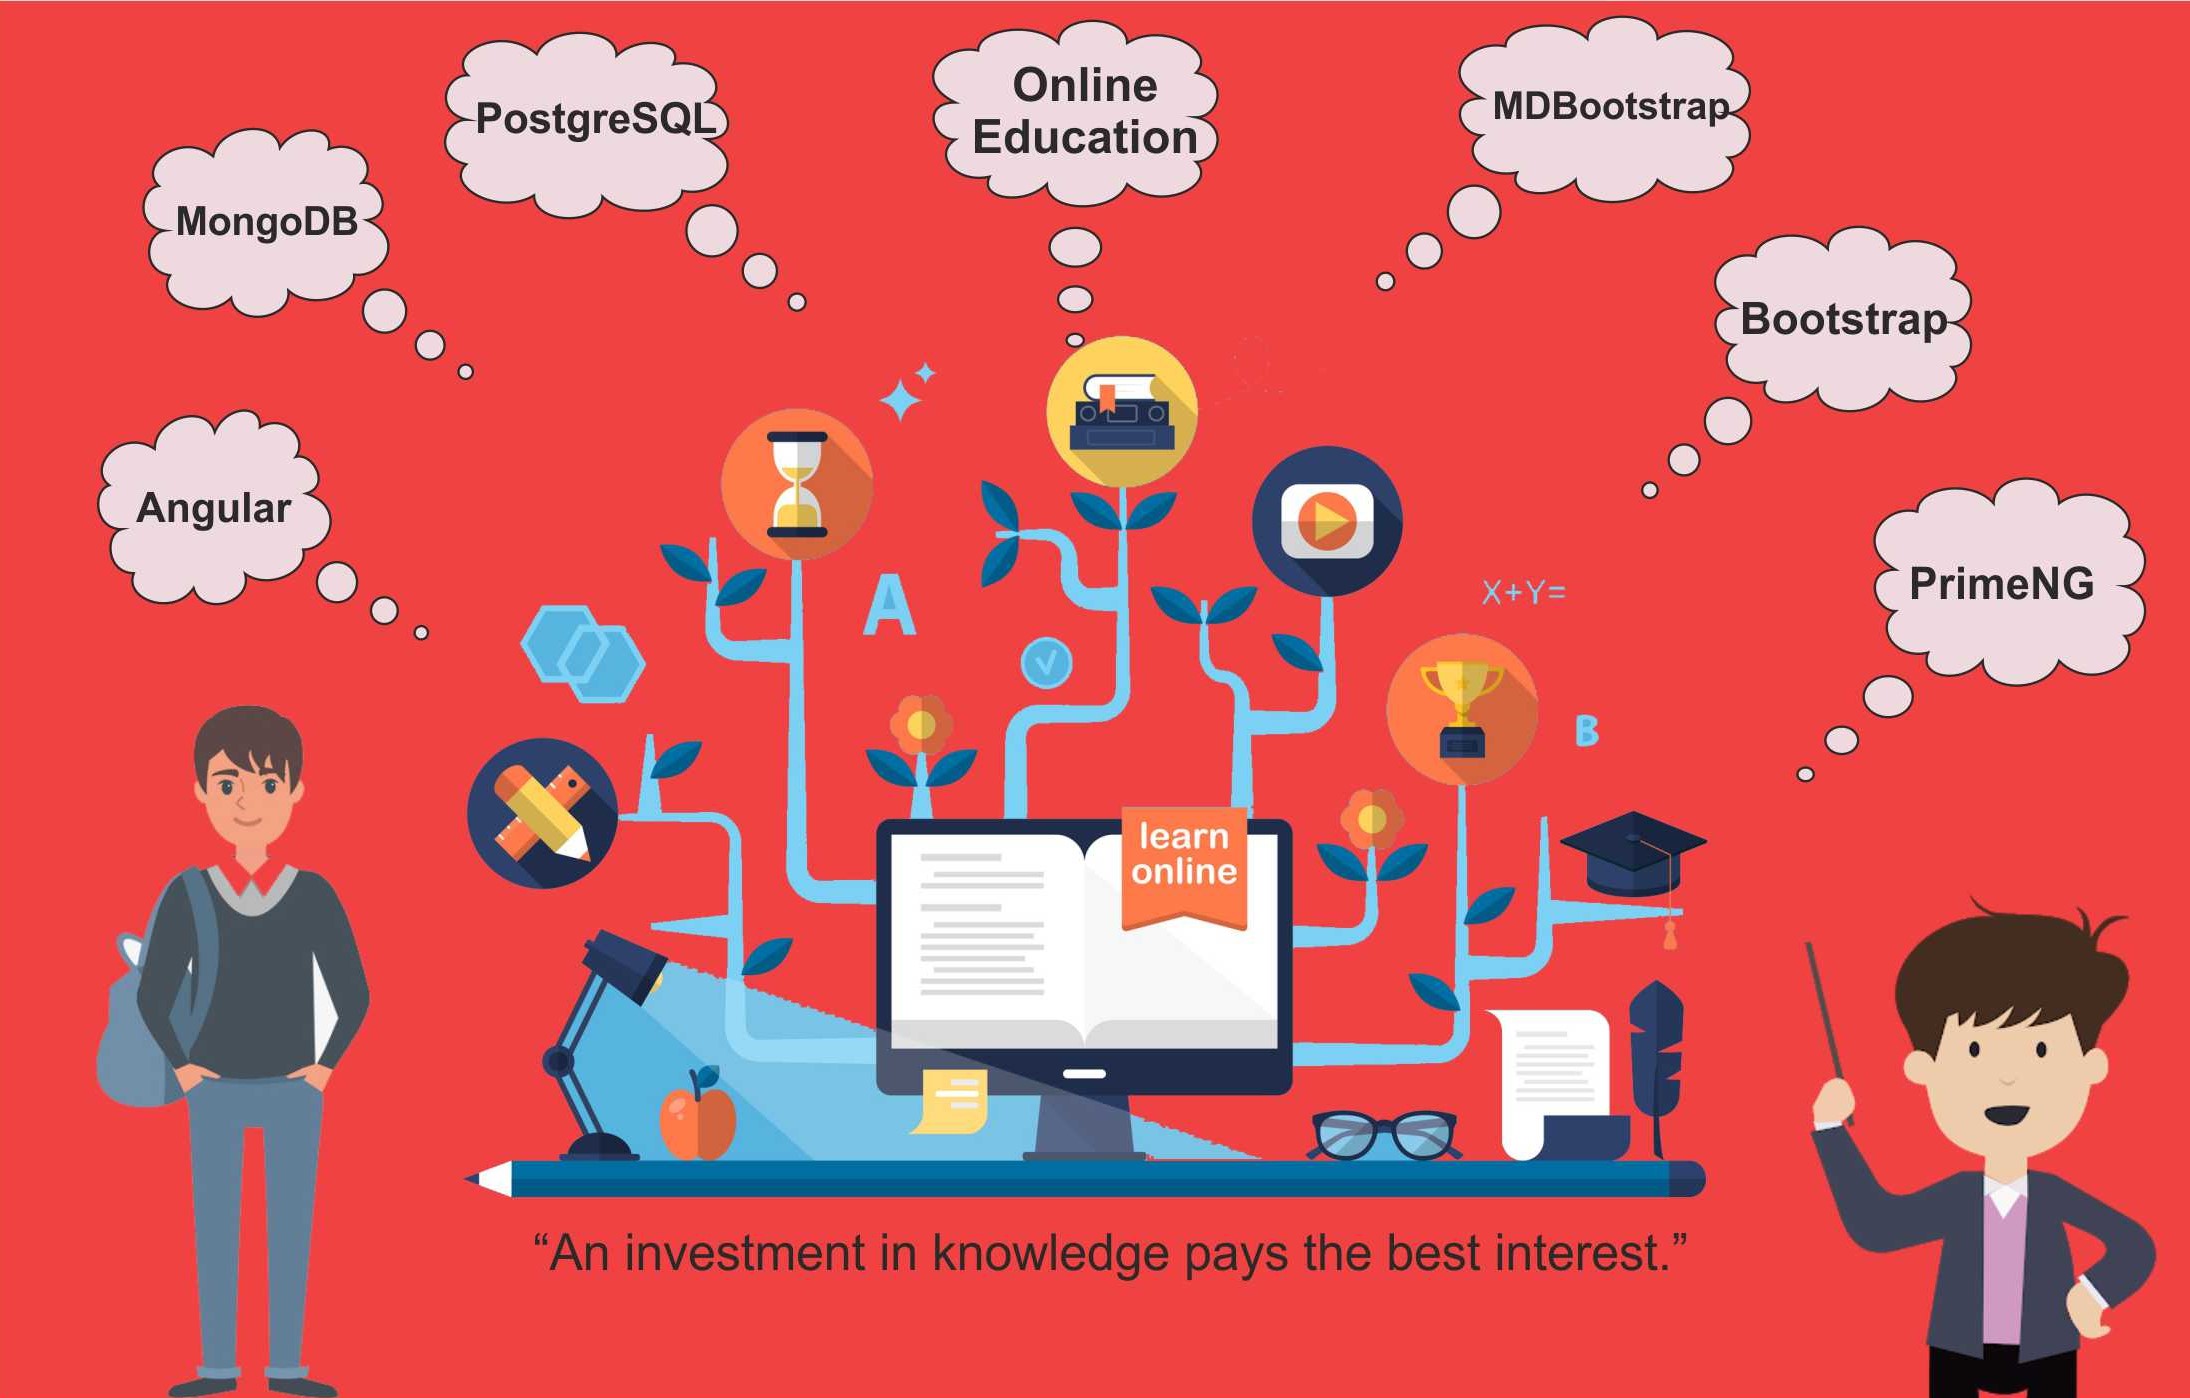 Online
Education
MDBootstrap
PostgreSQL
MongoDB
Bootstrap
Angular
PrimeNG
A
X+Y=
B
learn
online
“An investment in knowledge pays the best interest.”